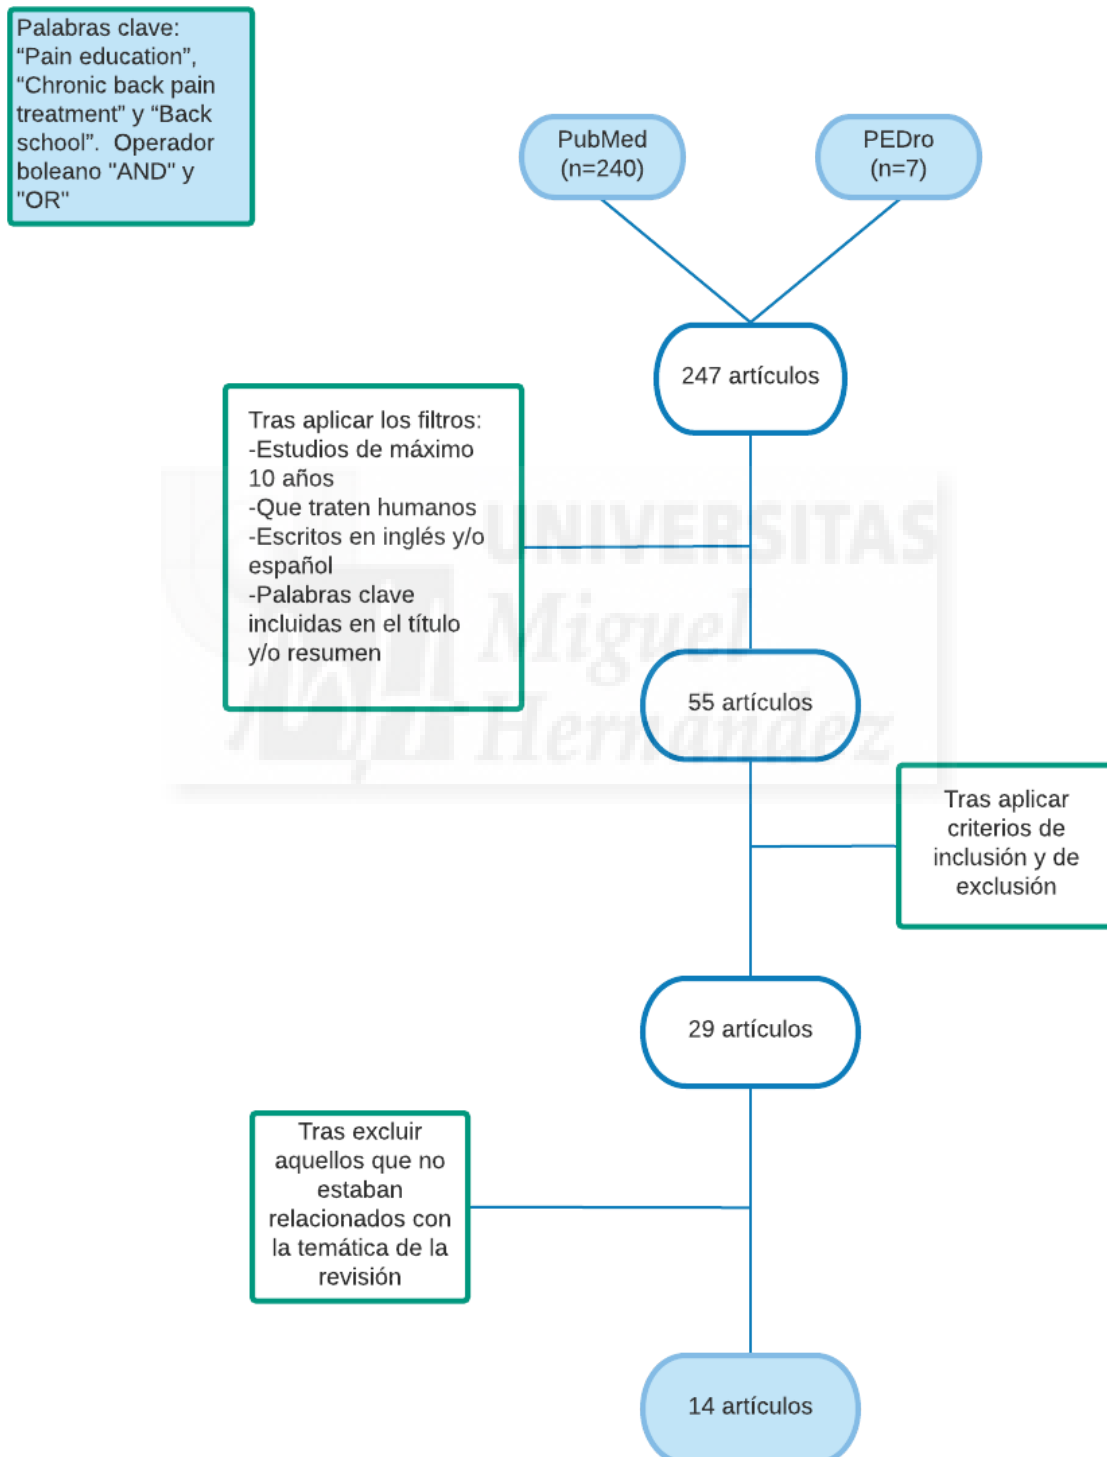 Palabras clave:
“Pain education”,
“Chronic back pain
treatment” y “Back
school”.  Operador
boleano "AND" y
"OR"
PubMed
(n=240)
PEDro
(n=7)
247 artículos
Tras aplicar los filtros:
-Estudios de máximo
10 años
-Que traten humanos
-Escritos en inglés y/o
español
-Palabras clave
incluidas en el título
y/o resumen
UNIVERSITAS
Miguel
Hernández
55 artículos
Tras aplicar
criterios de
inclusión y de
exclusión
29 artículos
Tras excluir
aquellos que no
estaban
relacionados con
la temática de la
revisión
14 artículos